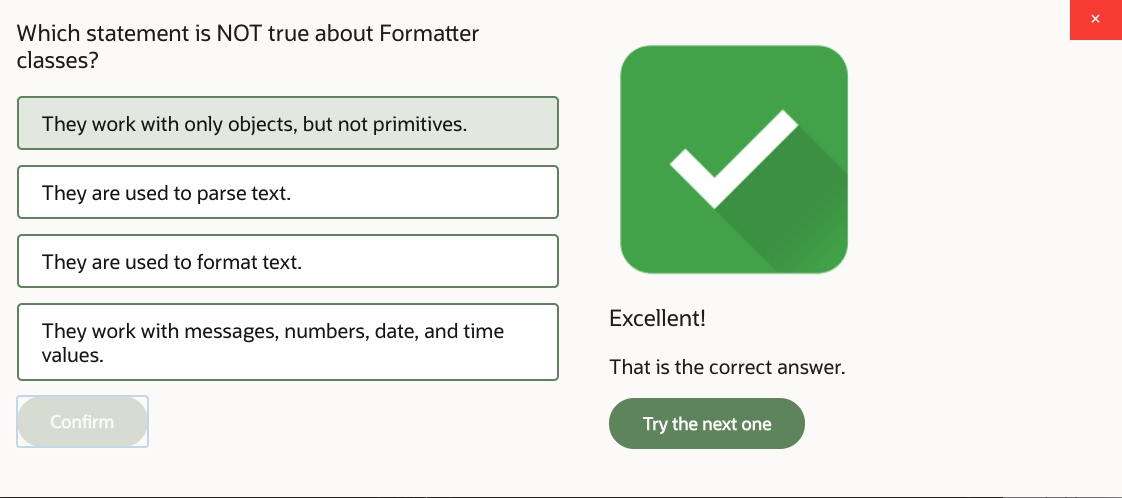 Which statement is NOT true about Formatter
classes?
They work with only objects, but not primitives.
They are used to parse text.
They are used to format text.
They work with messages, numbers, date, and time
values.
Confirm
×
Excellent!
That is the correct answer.
Try the next one